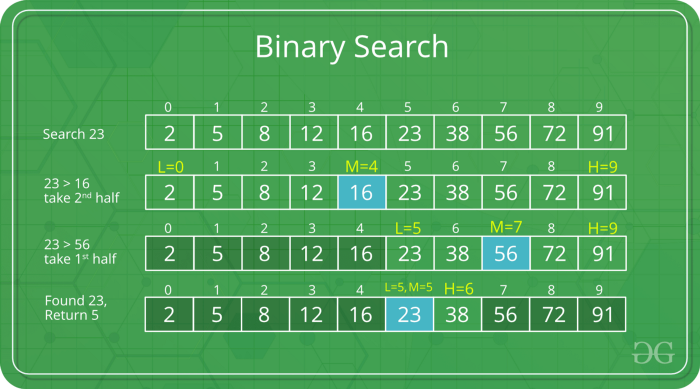 Binary Search
0 1 2 3 4 5 6 7 8 9
Search 23
2 5 8 12 16 23 38 56 72 91
L=0 1 2 3 M=4 5 6 7 8 H=9
23 > 16
take 2nd half
2 5 8 12 16 23 38 56 72 91
0 1 2 3 4 L=5 6 M=7 8 H=9
23 > 56
take 1st half
2 5 8 12 16 23 38 56 72 91
0 1 2 3 4 L=5, M=5 H=6 7 8 9
Found 23,
Return 5
2 5 8 12 16 23 38 56 72 91
GG